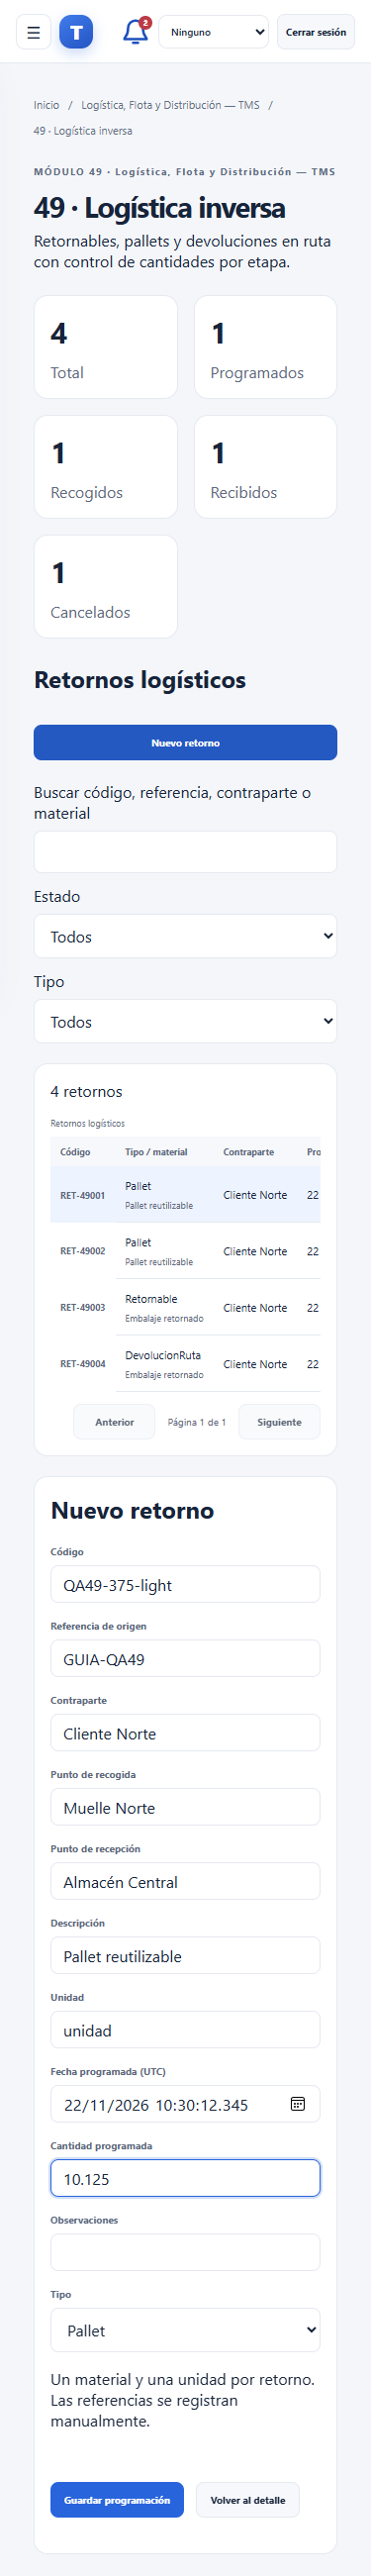 ☰ T 2 Ninguno Cerrar sesión
Inicio / Logística, Flota y Distribución — TMS /
49 · Logística inversa
MÓDULO 49 · Logística, Flota y Distribución — TMS
49 · Logística inversa
Retornables, pallets y devoluciones en ruta
con control de cantidades por etapa.
4
Total
1
Programados
1
Recogidos
1
Recibidos
1
Cancelados
Retornos logísticos
Nuevo retorno
Buscar código, referencia, contraparte o
material
Estado
Todos
Tipo
Todos
4 retornos
Retornos logísticos
Código Tipo / material Contraparte Pro
RET-49001 Pallet Cliente Norte 22
Pallet reutilizable
RET-49002 Pallet Cliente Norte 22
Pallet reutilizable
RET-49003 Retornable Cliente Norte 22
Embalaje retornado
RET-49004 DevolucionRuta Cliente Norte 22
Embalaje retornado
Anterior Página 1 de 1 Siguiente
Nuevo retorno
Código
QA49-375-light
Referencia de origen
GUIA-QA49
Contraparte
Cliente Norte
Punto de recogida
Muelle Norte
Punto de recepción
Almacén Central
Descripción
Pallet reutilizable
Unidad
unidad
Fecha programada (UTC)
22/11/2026 10:30:12.345
Cantidad programada
10.125
Observaciones
Tipo
Pallet
Un material y una unidad por retorno.
Las referencias se registran
manualmente.
Guardar programación Volver al detalle